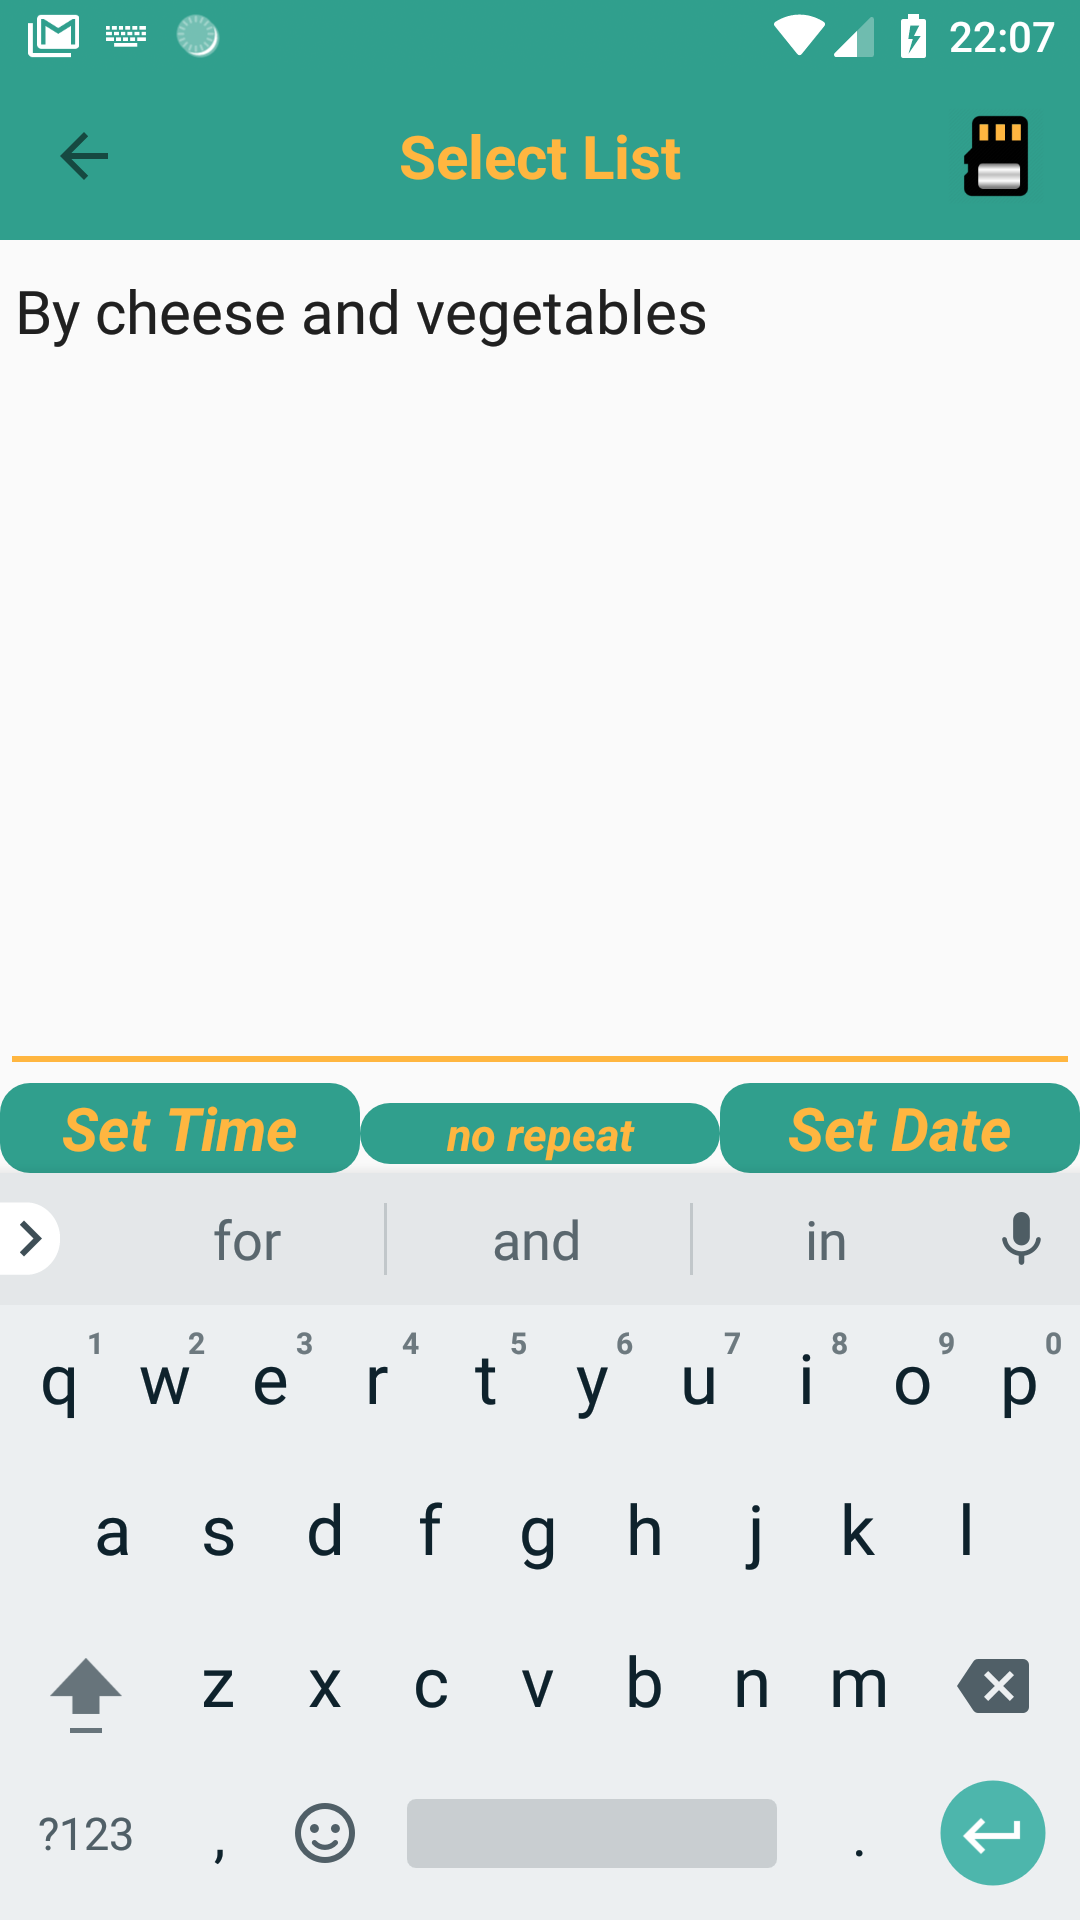 22:07
Select List
By cheese and vegetables
Set Time no repeat Set Date
for and in
1 2 3 4 5 6 7 8 9 0
q w e r t y u i o p
a s d f g h j k l
z x c v b n m
?123 , .